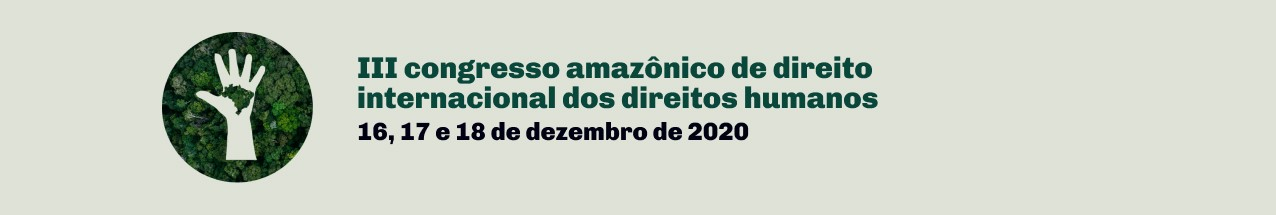 III congresso amazônico de direito
internacional dos direitos humanos
16, 17 e 18 de dezembro de 2020